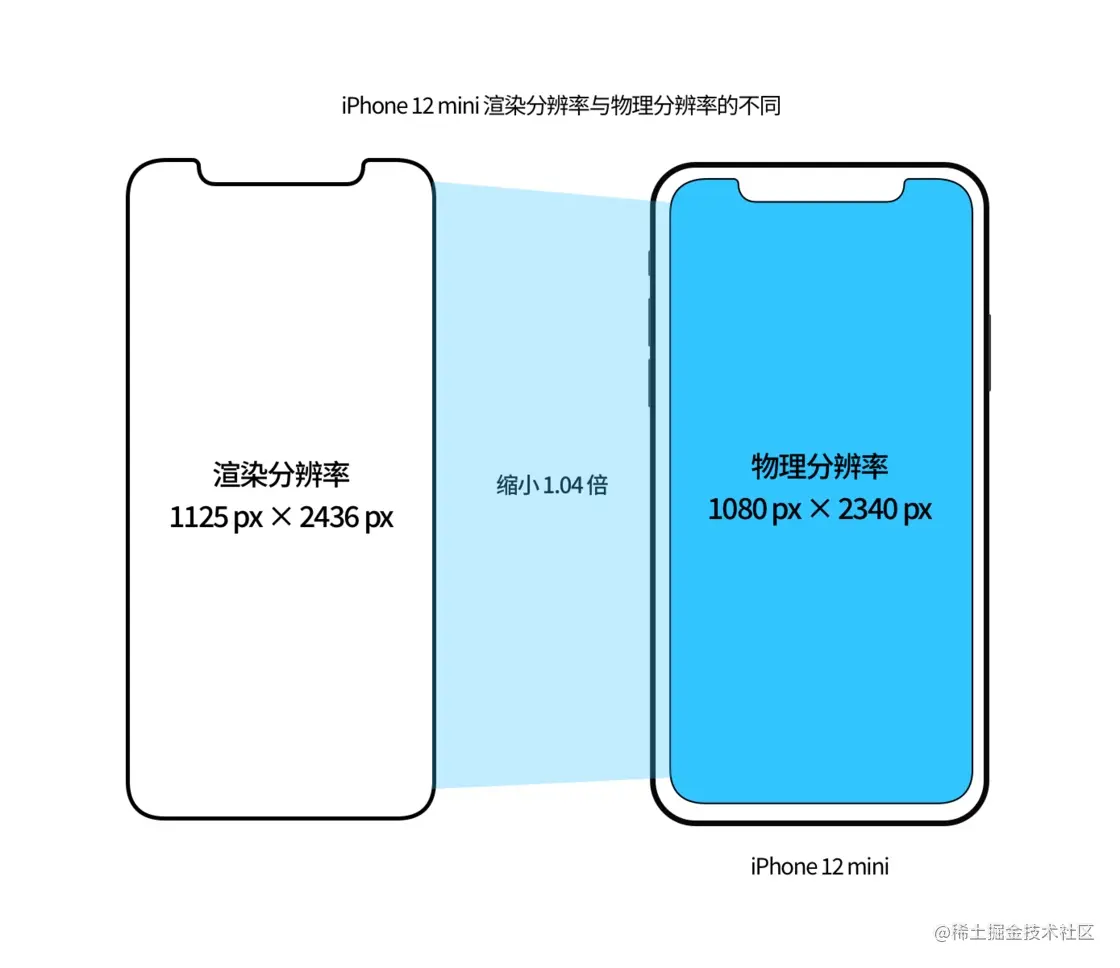 iPhone 12 mini 渲染分辨率与物理分辨率的不同
渲染分辨率
1125 px × 2436 px
缩小 1.04 倍
物理分辨率
1080 px × 2340 px
iPhone 12 mini
@稀土掘金技术社区